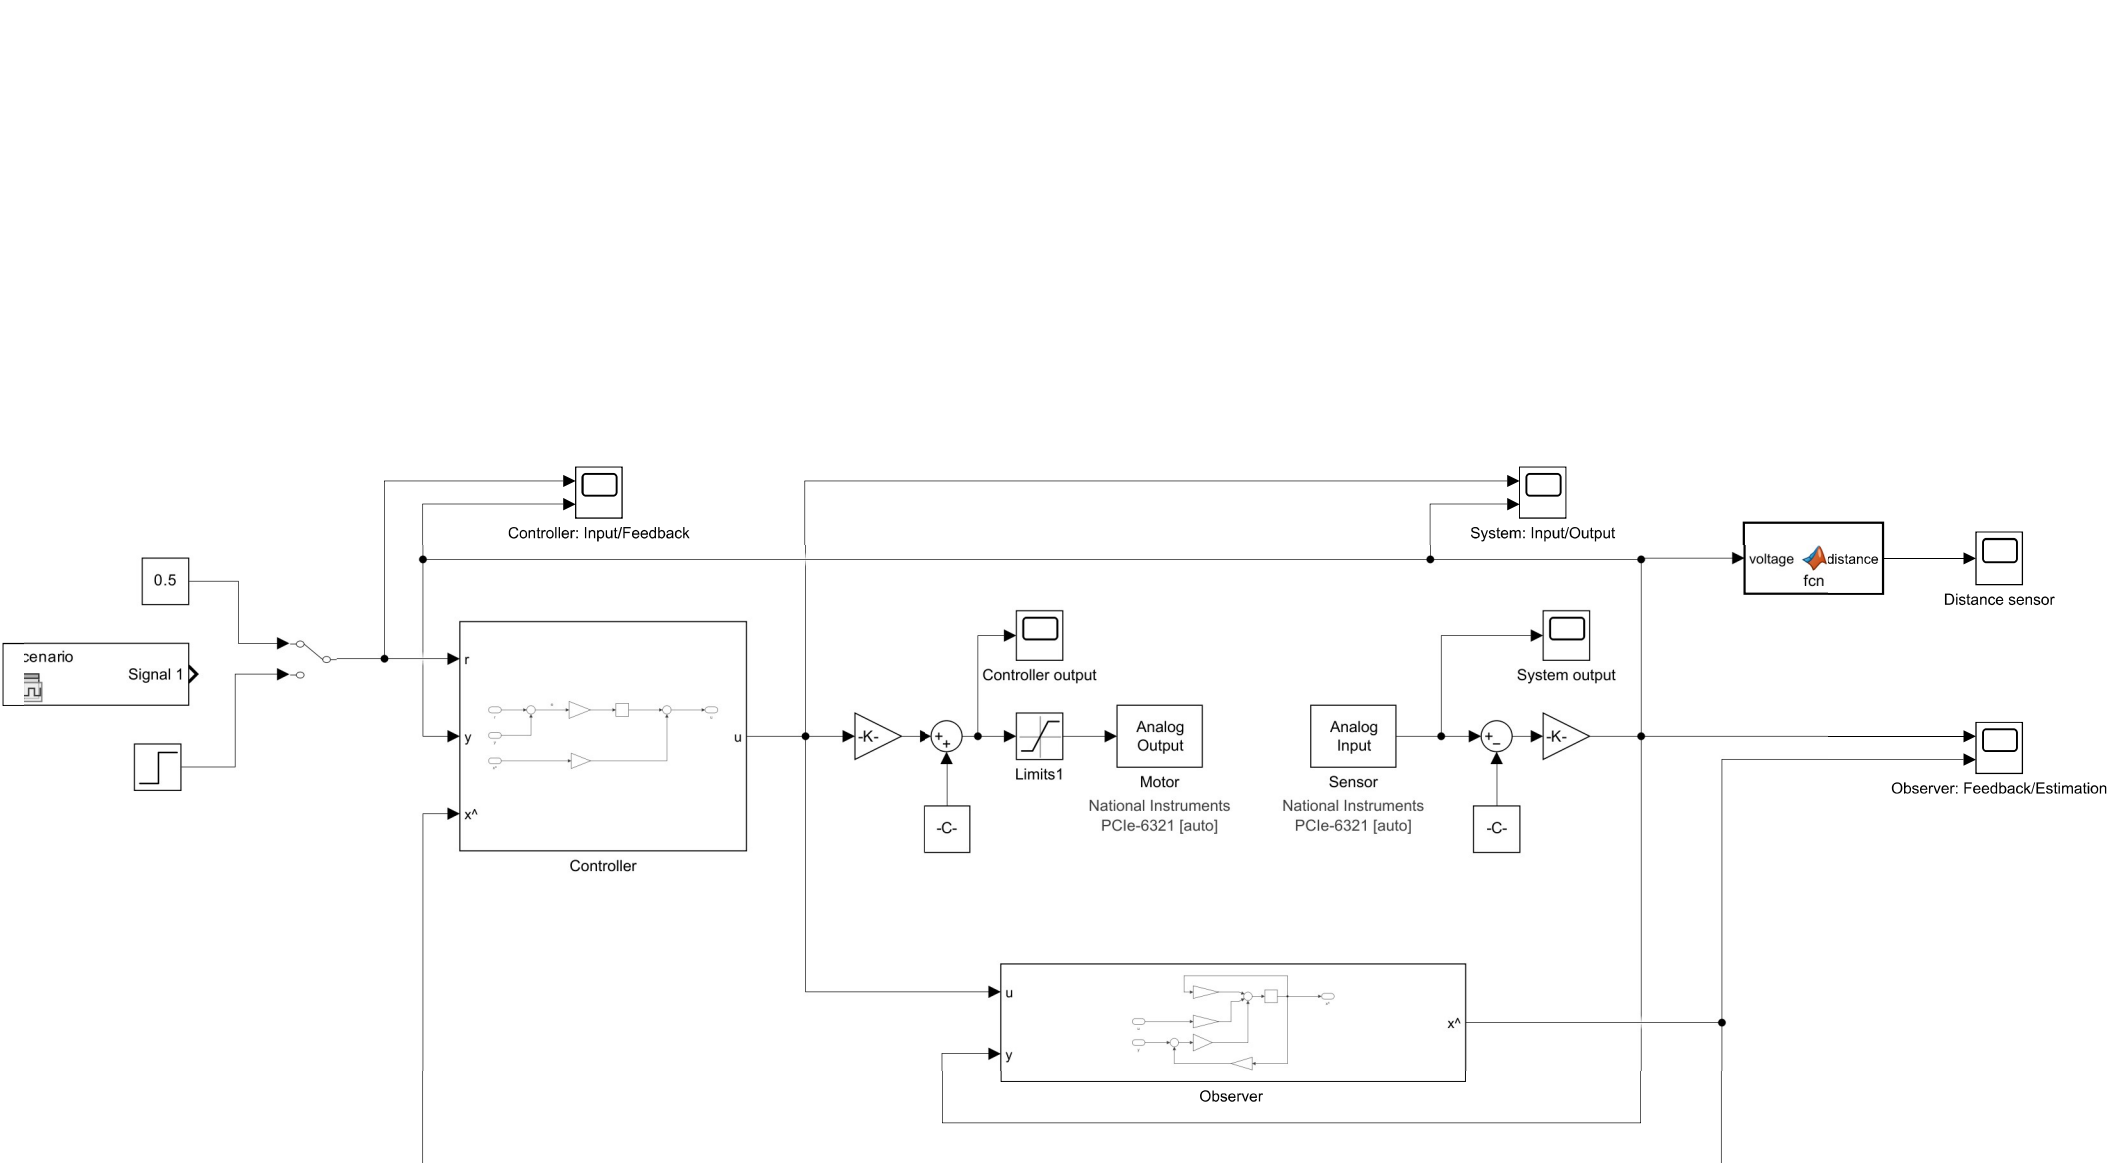 Controller: Input/Feedback
System: Input/Output
voltage
distance
fcn
Distance sensor
0.5
cenario
Signal 1
r
y
x^
u
Controller
-K-
+
+
-C-
Controller output
Limits1
Analog
Output
Motor
National Instruments
PCIe-6321 [auto]
Analog
Input
Sensor
National Instruments
PCIe-6321 [auto]
System output
+
−
-C-
-K-
Observer: Feedback/Estimation
u
y
x^
Observer